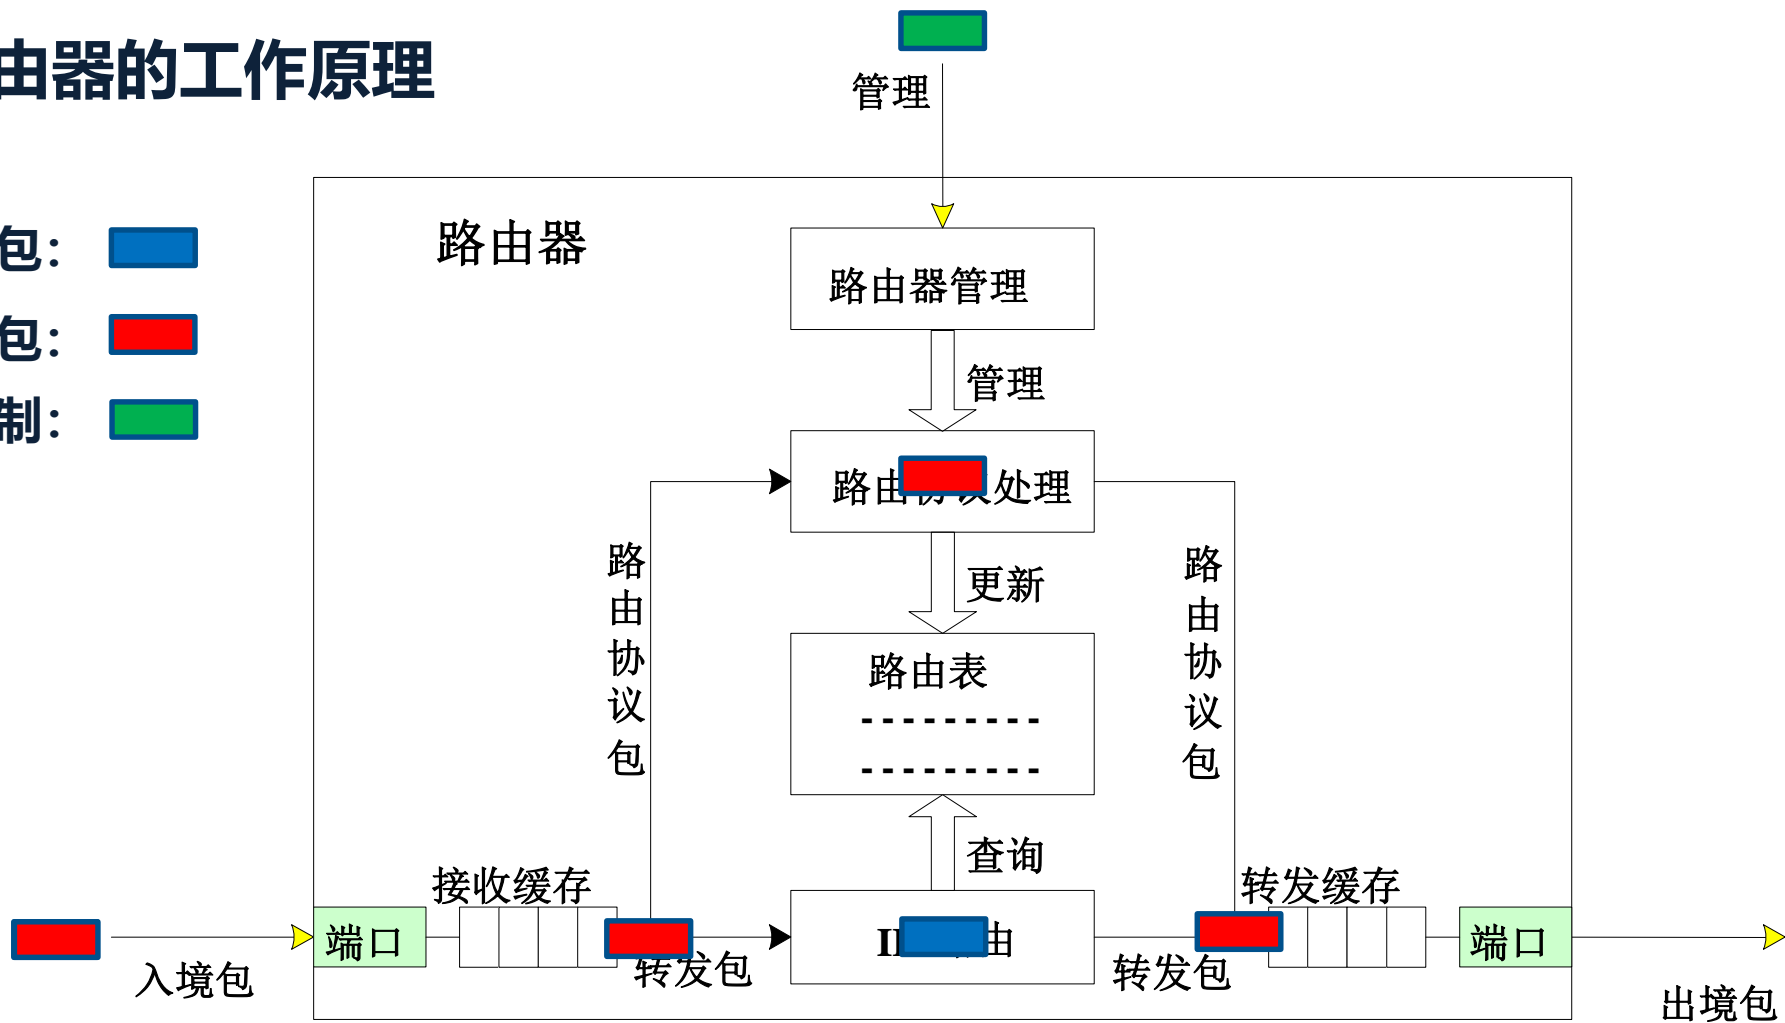 由器的工作原理
管理
包：
包：
制：
路由器
路由器管理
管理
路由处理
更新
路由协议包
路由协议包
路由表
---------
---------
查询
接收缓存
转发缓存
端口
由
端口
入境包
转发包
转发包
出境包